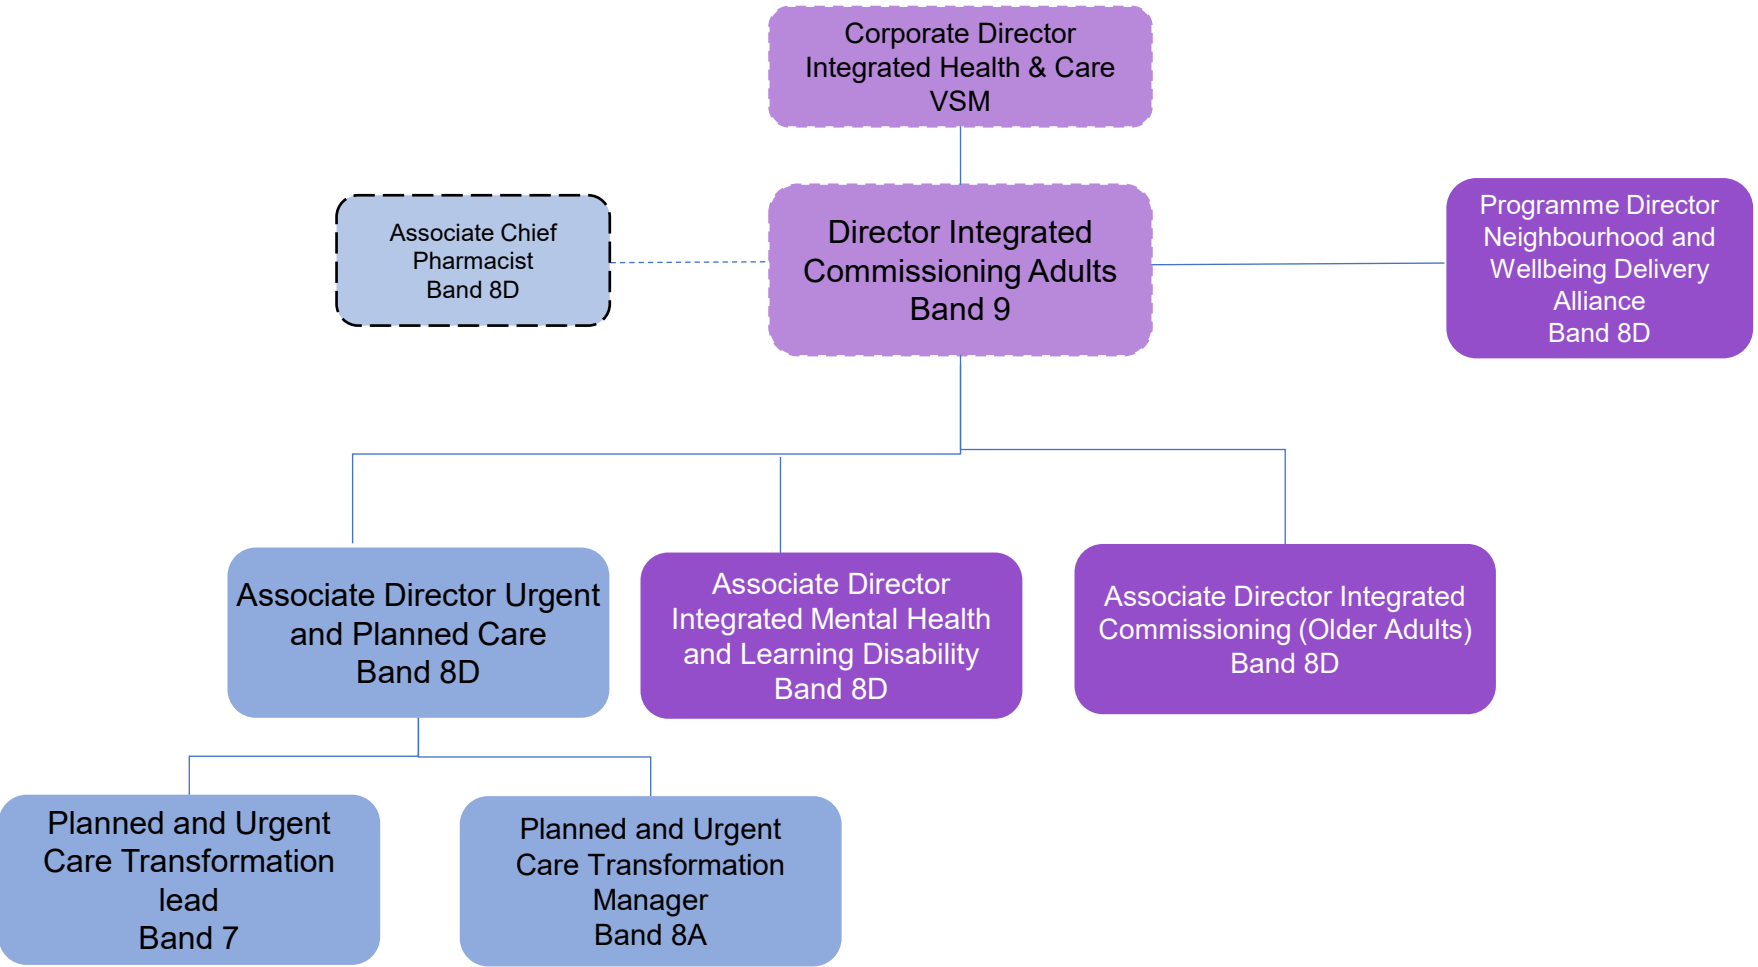 Corporate Director
Integrated Health & Care
VSM
Associate Chief
Pharmacist
Band 8D
Director Integrated
Commissioning Adults
Band 9
Programme Director
Neighbourhood and
Wellbeing Delivery
Alliance
Band 8D
Associate Director Urgent
and Planned Care
Band 8D
Associate Director
Integrated Mental Health
and Learning Disability
Band 8D
Associate Director Integrated
Commissioning (Older Adults)
Band 8D
Planned and Urgent
Care Transformation
lead
Band 7
Planned and Urgent
Care Transformation
Manager
Band 8A